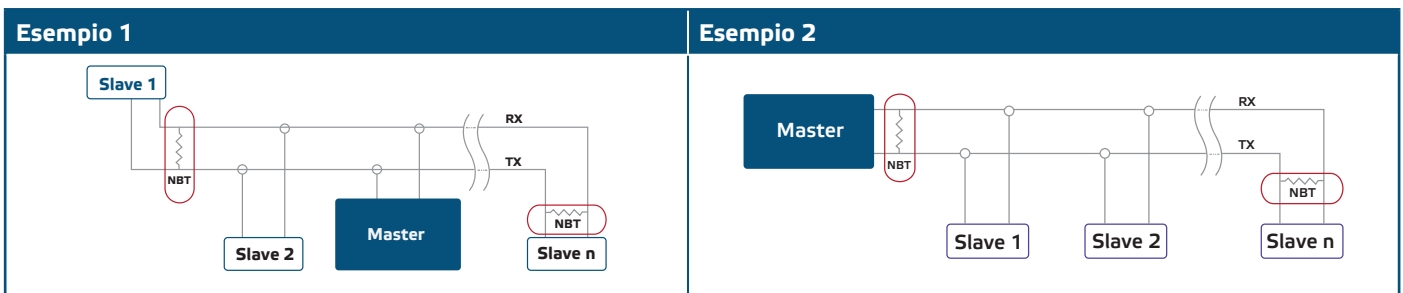 Esempio 1
Slave 1
RX
TX
NBT
NBT
Slave 2
Master
Slave n
Esempio 2
Master
RX
TX
NBT
NBT
Slave 1
Slave 2
Slave n